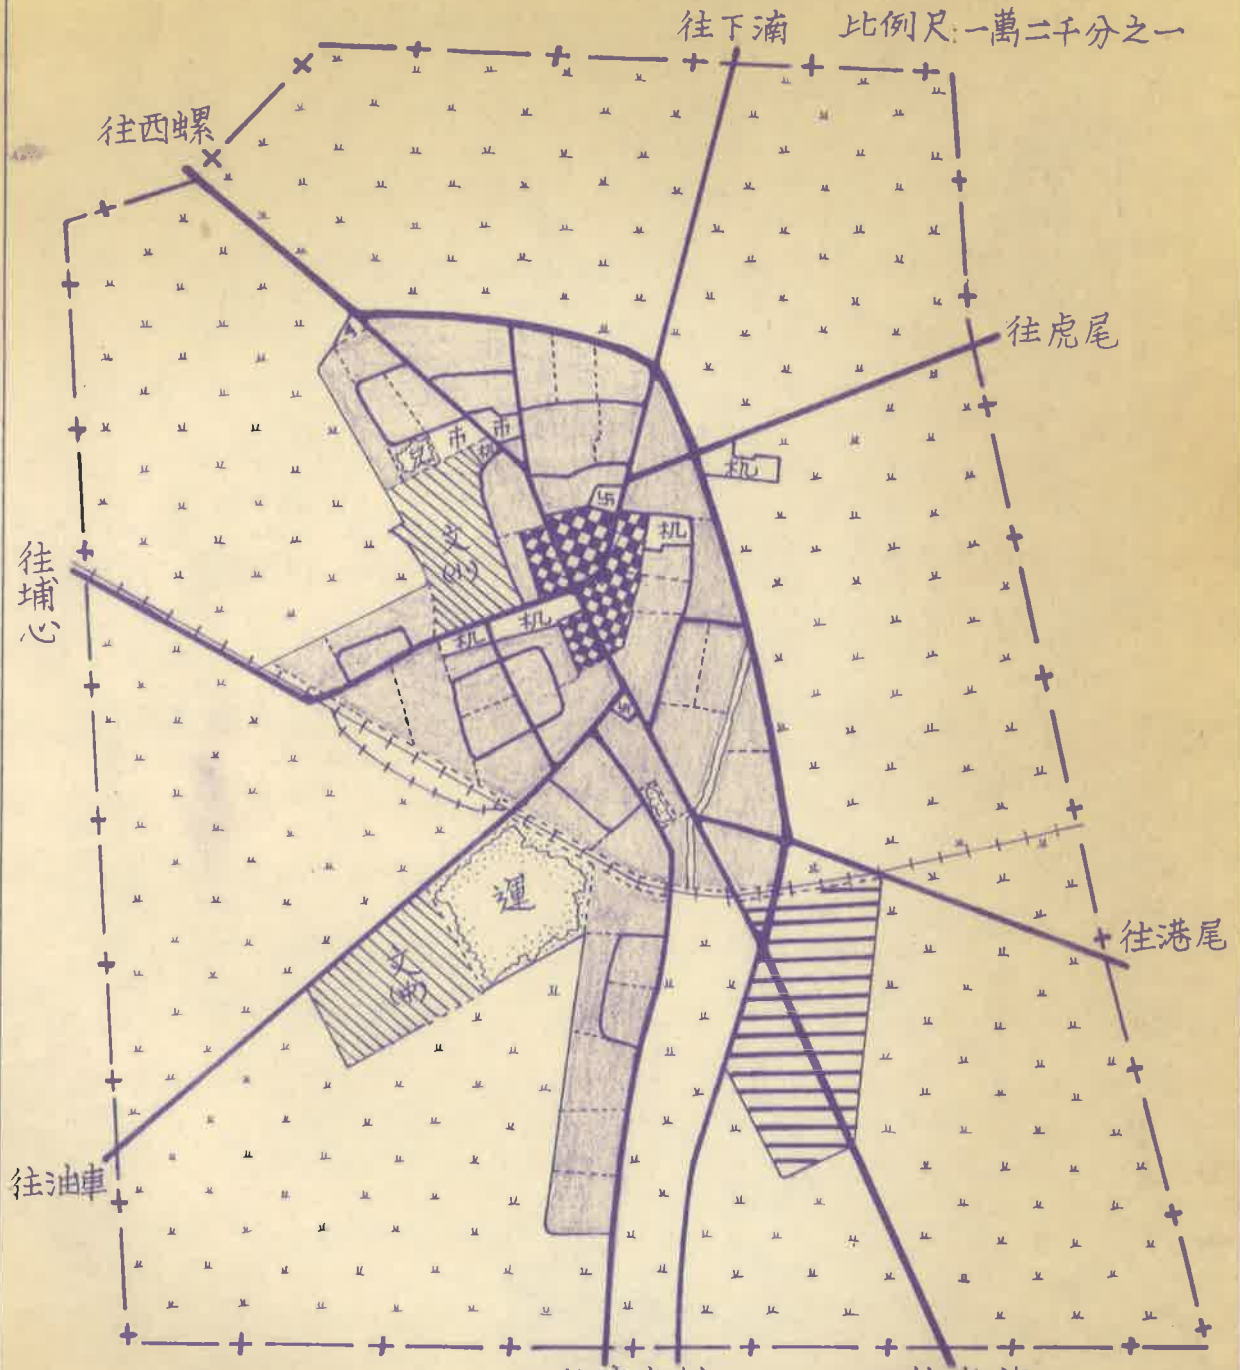 往下湳
比例尺:一萬二千分之一
往西螺
往虎尾
市
市
机
卍
机
文
(小)
往埔心
机
机
卍
運
往港尾
文
(中)
往油車